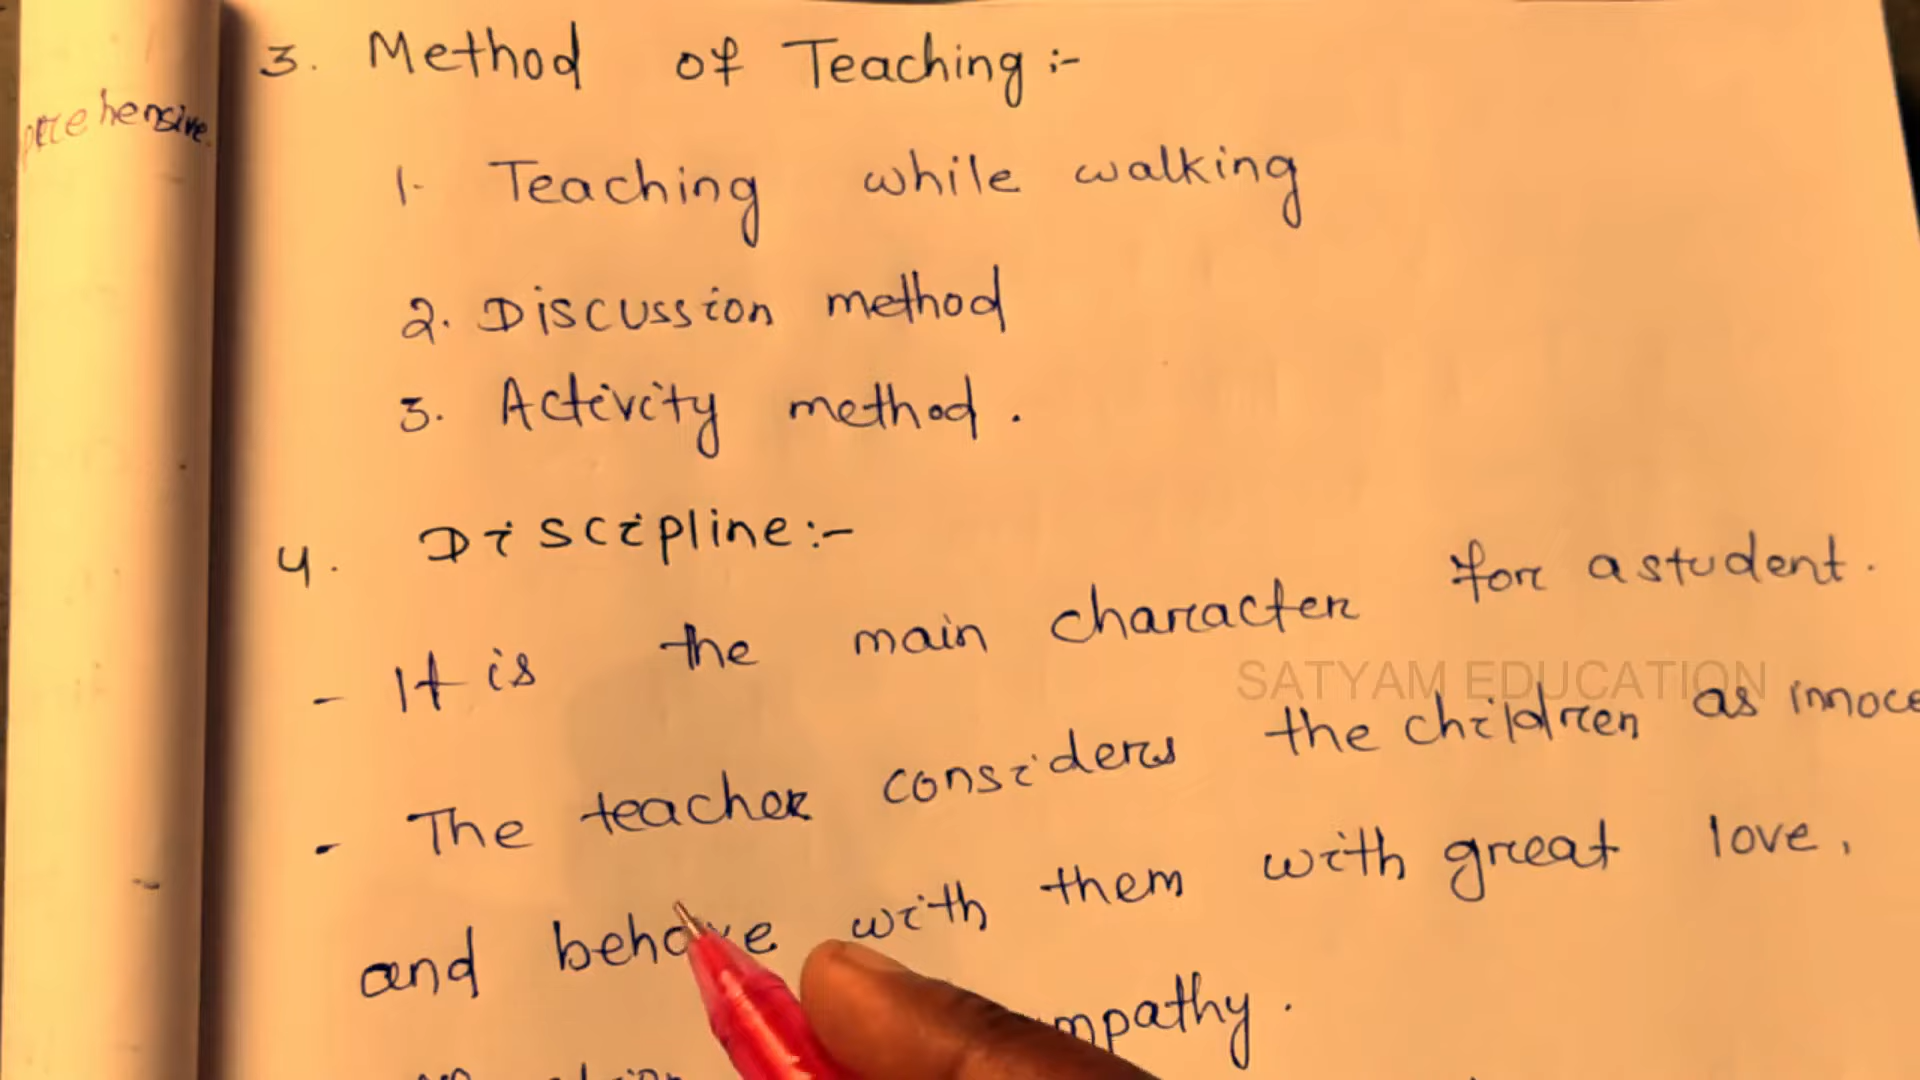 prehensive.
3. Method of Teaching :-
1. Teaching while walking
2. Discussion method
3. Activity method.
4. Discipline:-
- It is the main character for a student.
SATYAM EDUCATION
- The teacher considers the children as
and behave with them with great love,